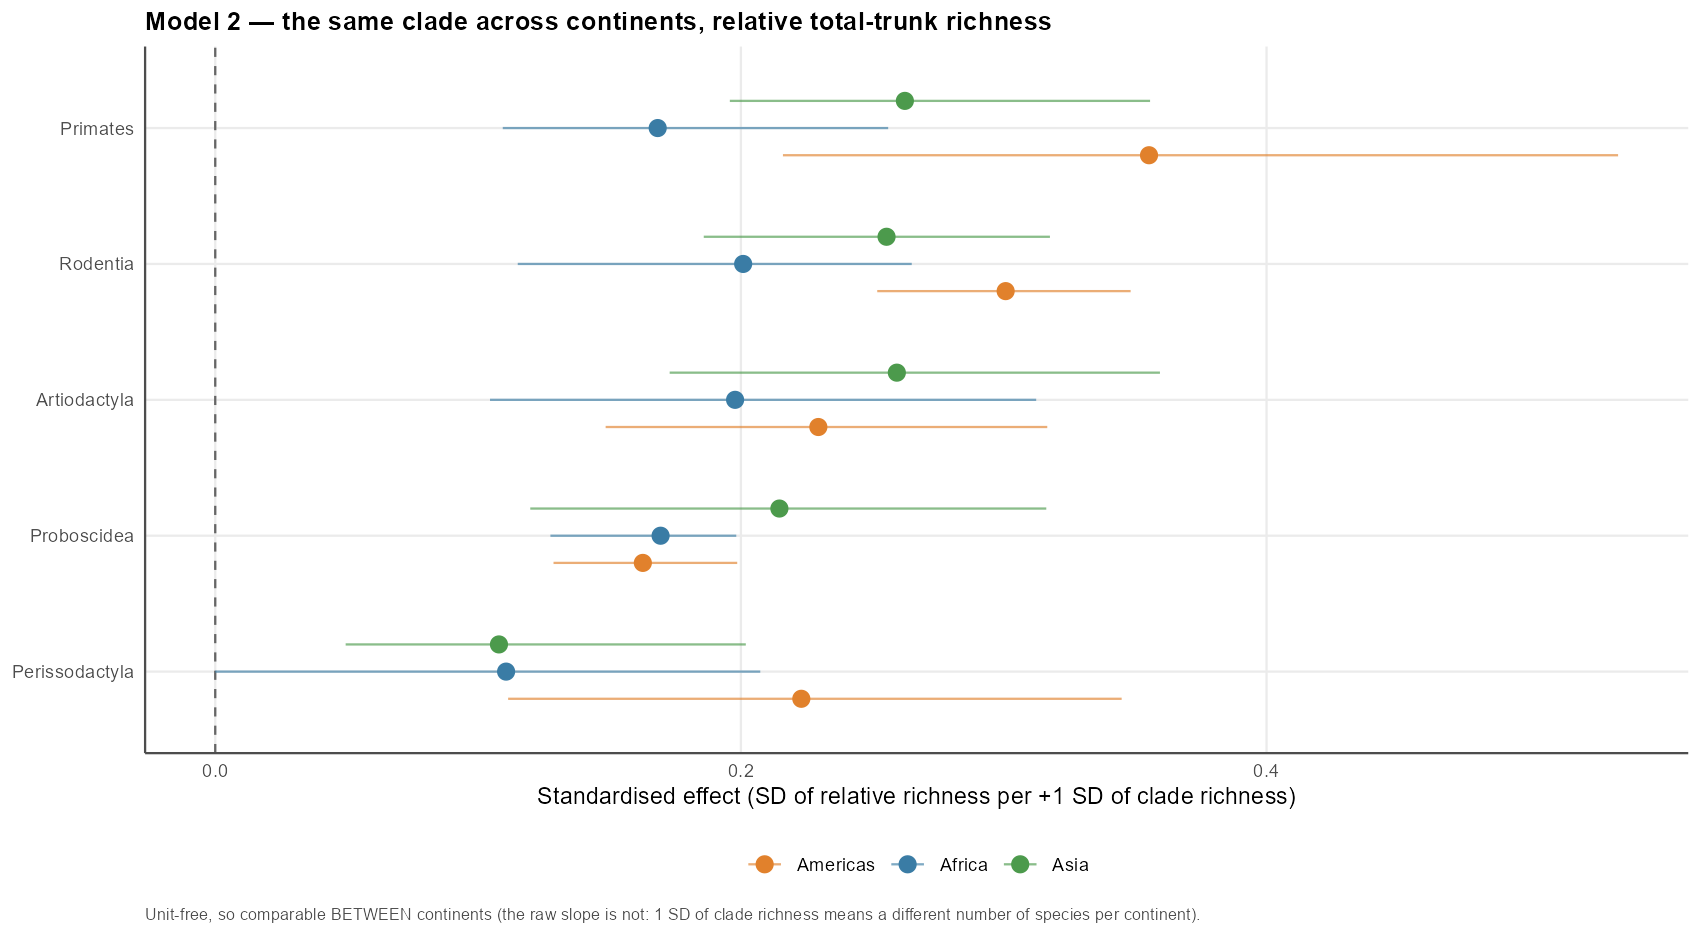 Model 2 — the same clade across continents, relative total-trunk richness
Primates
Rodentia
Artiodactyla
Proboscidea
Perissodactyla
0.0 0.2 0.4
Standardised effect (SD of relative richness per +1 SD of clade richness)
Americas Africa Asia
Unit-free, so comparable BETWEEN continents (the raw slope is not: 1 SD of clade richness means a different number of species per continent).